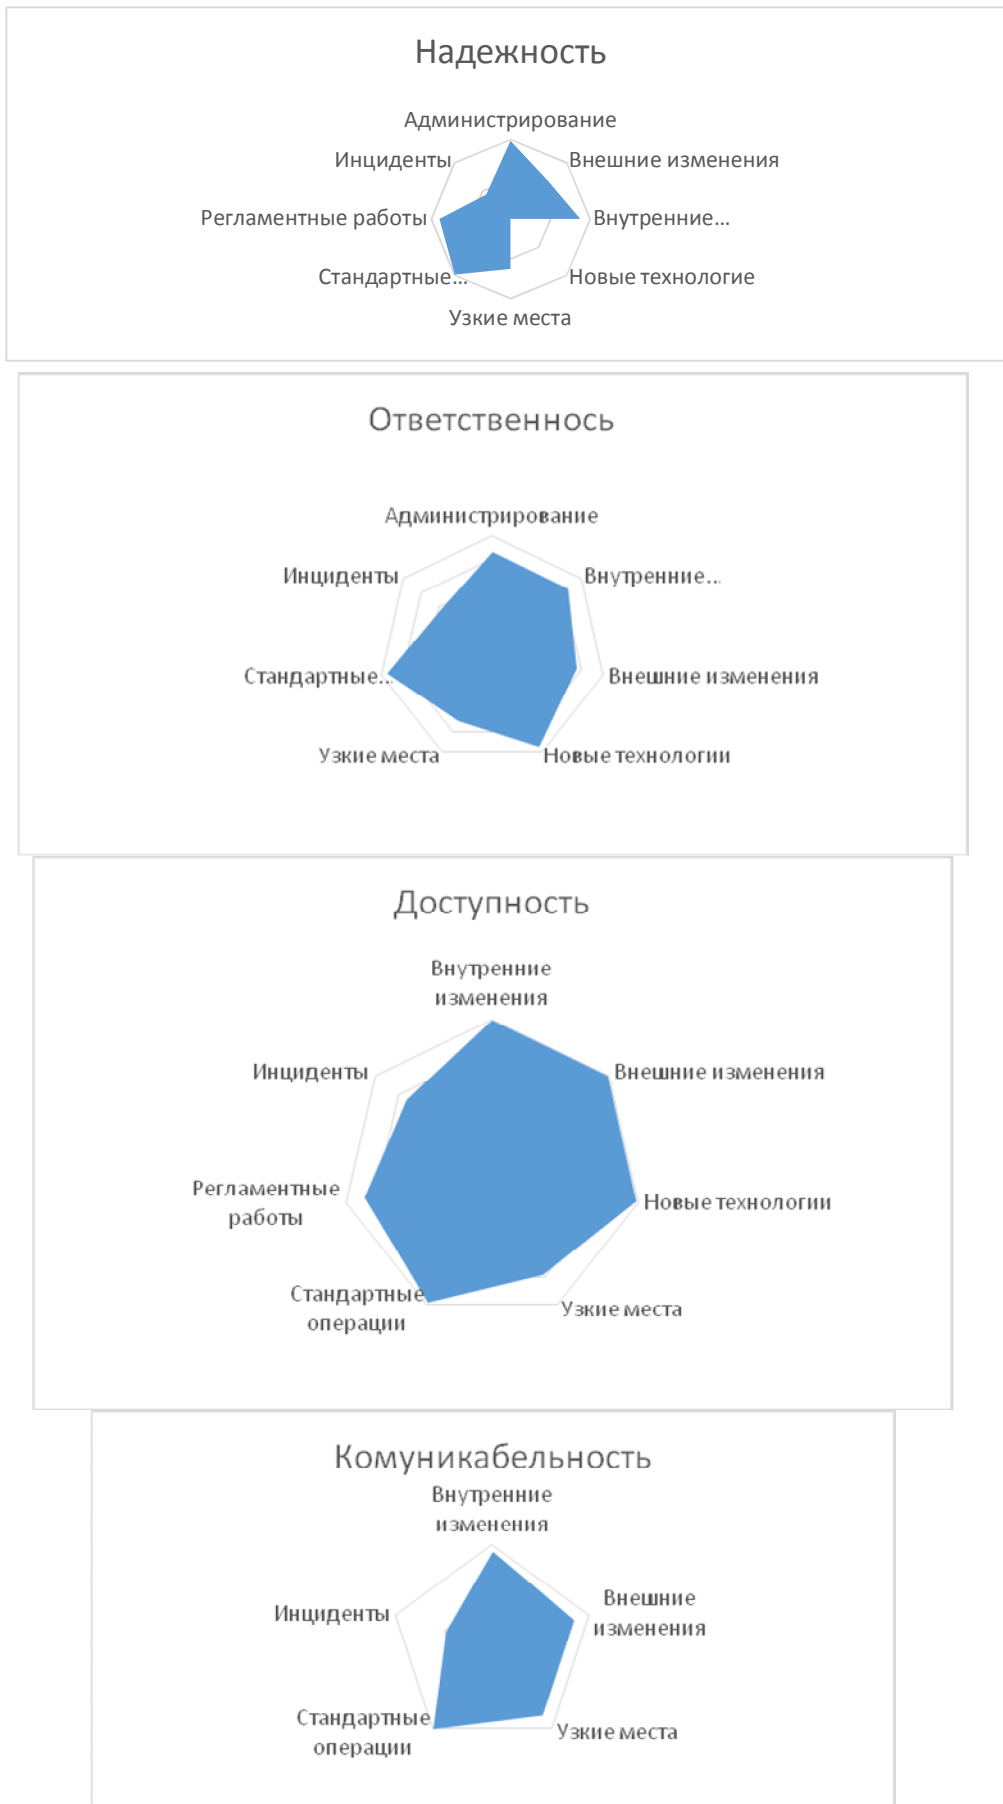 Надежность
Администрирование
Инциденты
Внешние изменения
Регламентные работы
Внутренние...
Стандартные...
Новые технологие
Узкие места
Ответственнось
Администрирование
Инциденты
Внутренние...
Стандартные...
Внешние изменения
Узкие места
Новые технологии
Доступность
Внутренние
изменения
Инциденты
Внешние изменения
Регламентные
работы
Новые технологии
Стандартные
операции
Узкие места
Комуникабельность
Внутренние
изменения
Инциденты
Внешние
изменения
Стандартные
операции
Узкие места